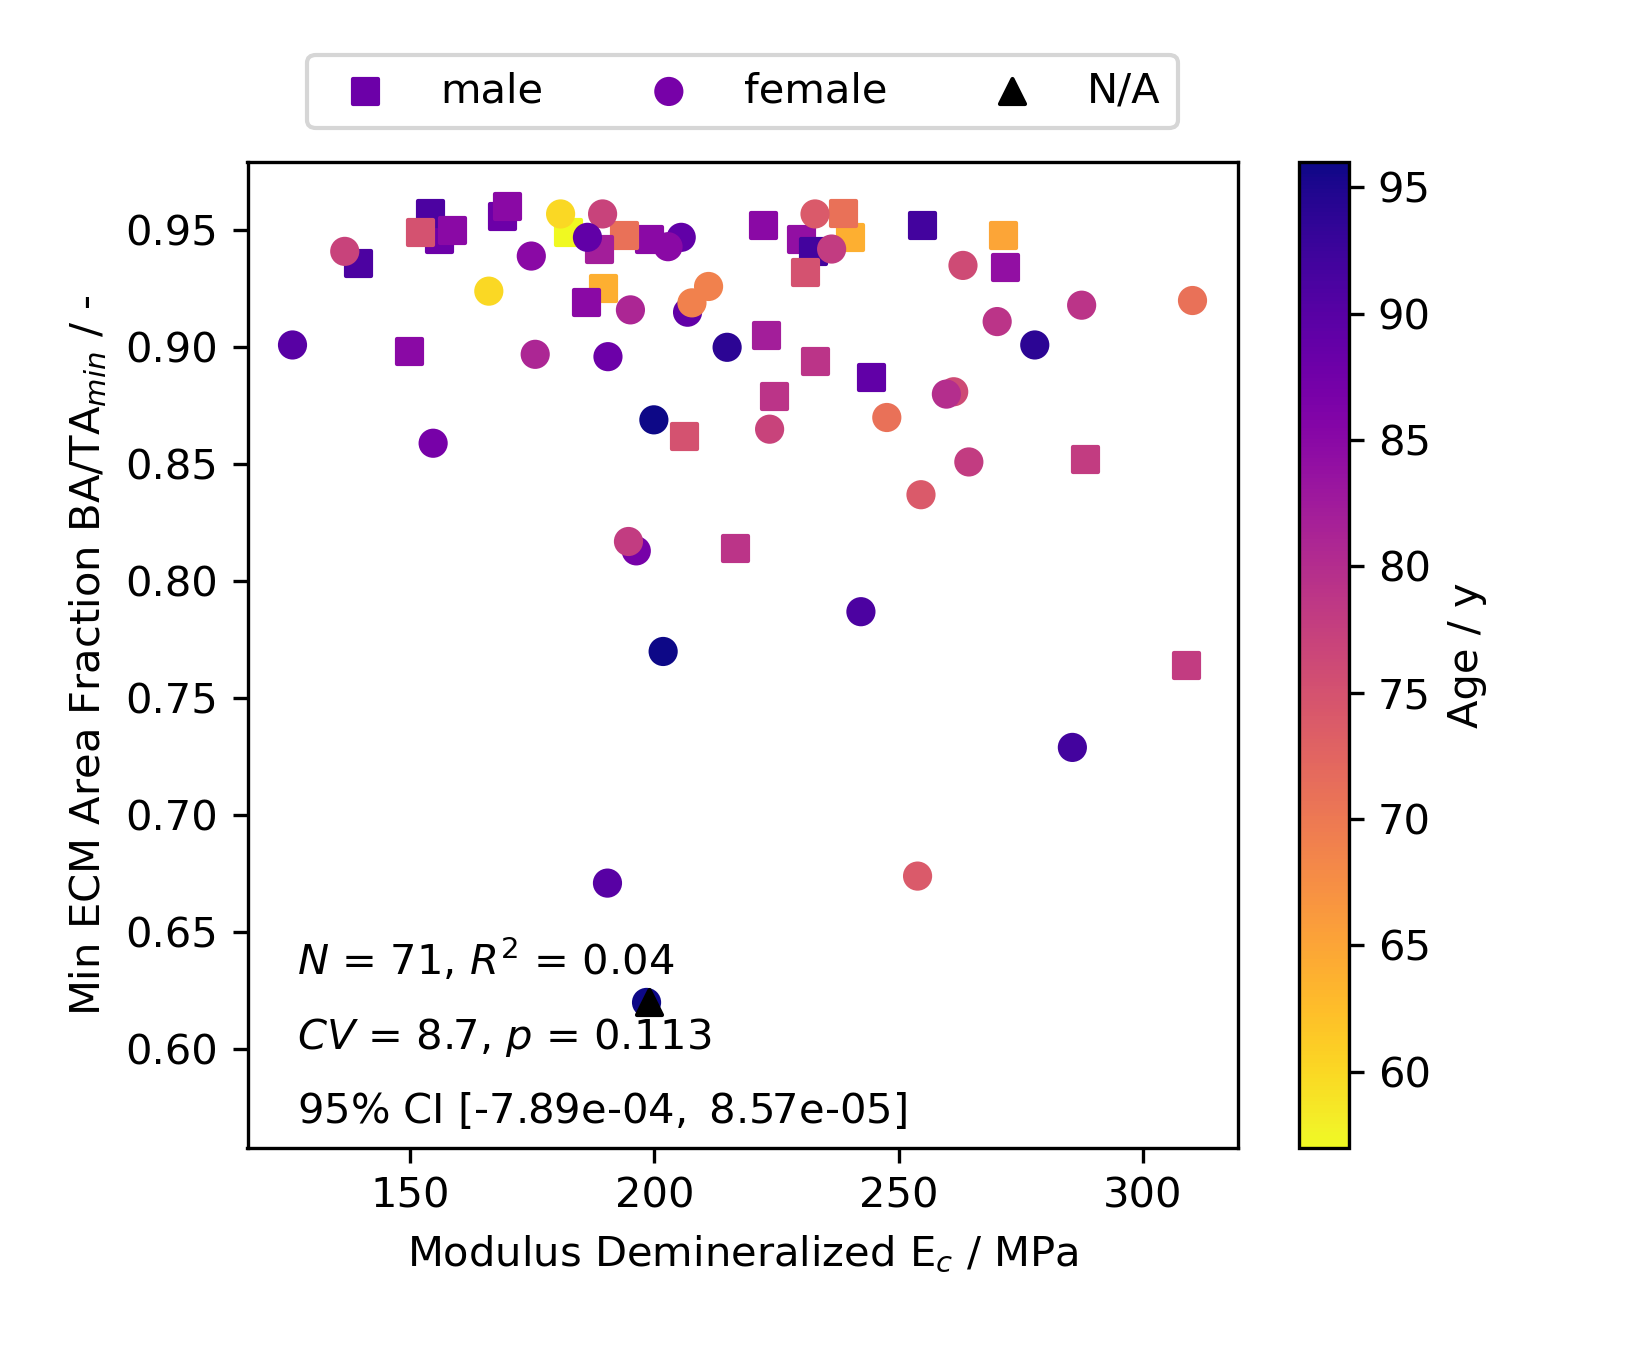 male female N/A
0.95
0.90
0.85
0.80
0.75
0.70
0.65
0.60
Min ECM Area Fraction BA/TA_min / -
N = 71, R² = 0.04
CV = 8.7, p = 0.113
95% CI [-7.89e-04, 8.57e-05]
150 200 250 300
Modulus Demineralized E_c / MPa
95
90
85
80
75
70
65
60
Age / y